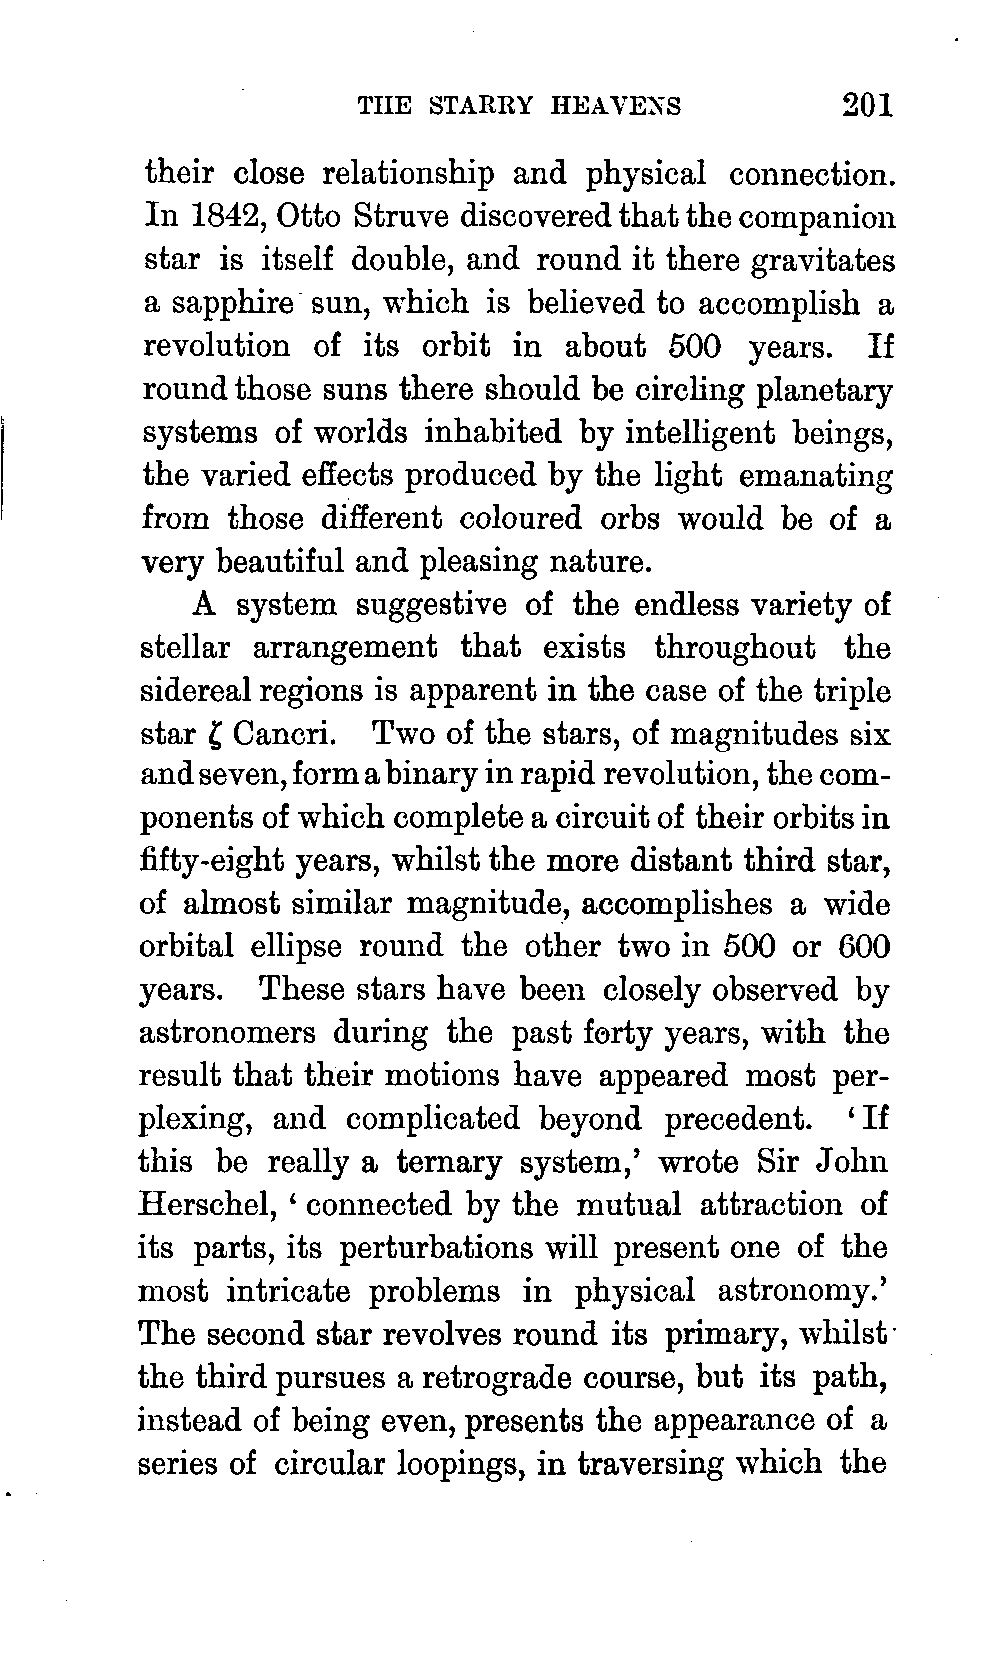 THE STARRY HEAVENS 201
their close relationship and physical connection.
In 1842, Otto Struve discovered that the companion
star is itself double, and round it there gravitates
a sapphire sun, which is believed to accomplish a
revolution of its orbit in about 500 years. If
round those suns there should be circling planetary
systems of worlds inhabited by intelligent beings,
the varied effects produced by the light emanating
from those different coloured orbs would be of a
very beautiful and pleasing nature.
A system suggestive of the endless variety of
stellar arrangement that exists throughout the
sidereal regions is apparent in the case of the triple
star ζ Cancri. Two of the stars, of magnitudes six
and seven, form a binary in rapid revolution, the com-
ponents of which complete a circuit of their orbits in
fifty-eight years, whilst the more distant third star,
of almost similar magnitude, accomplishes a wide
orbital ellipse round the other two in 500 or 600
years. These stars have been closely observed by
astronomers during the past forty years, with the
result that their motions have appeared most per-
plexing, and complicated beyond precedent. ‘If
this be really a ternary system,’ wrote Sir John
Herschel, ‘connected by the mutual attraction of
its parts, its perturbations will present one of the
most intricate problems in physical astronomy.’
The second star revolves round its primary, whilst
the third pursues a retrograde course, but its path,
instead of being even, presents the appearance of a
series of circular loopings, in traversing which the